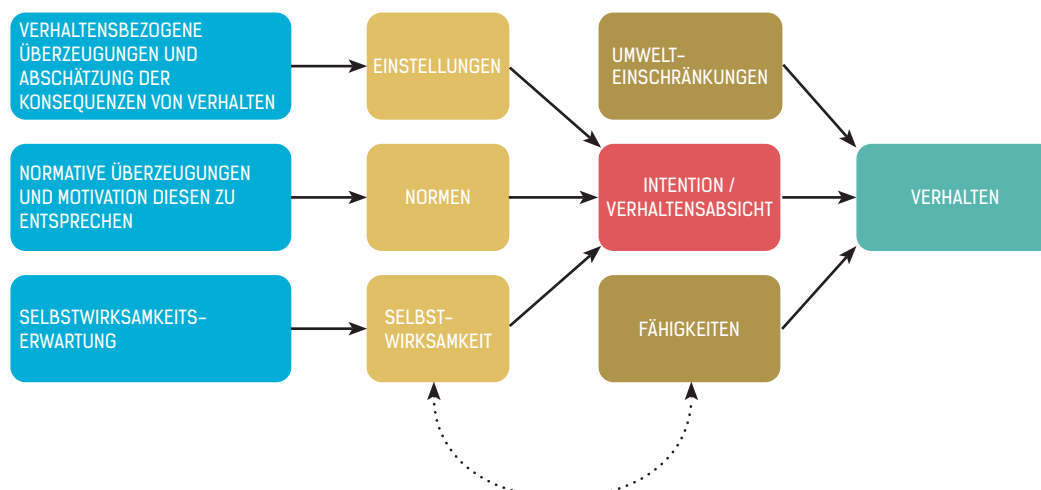 VERHALTENSBEZOGENE
ÜBERZEUGUNGEN UND
ABSCHÄTZUNG DER
KONSEQUENZEN VON VERHALTEN
EINSTELLUNGEN
UMWELT-
EINSCHRÄNKUNGEN
NORMATIVE ÜBERZEUGUNGEN
UND MOTIVATION DIESEN ZU
ENTSPRECHEN
NORMEN
INTENTION /
VERHALTENSABSICHT
VERHALTEN
SELBSTWIRKSAMKEITS-
ERWARTUNG
SELBST-
WIRKSAMKEIT
FÄHIGKEITEN